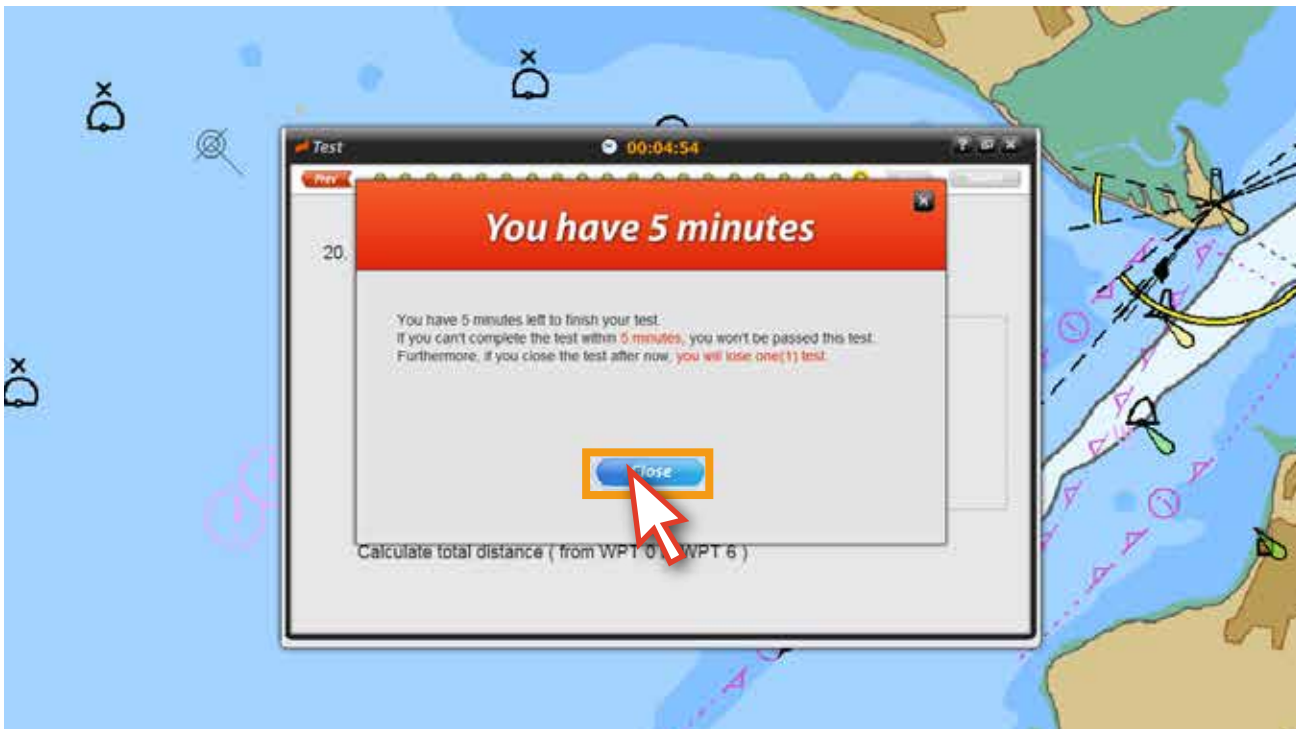 Test
00:04:54
Prev
You have 5 minutes
20.
You have 5 minutes left to finish your test.
If you can't complete the test within 5 minutes, you won't be passed this test.
Furthermore, if you close the test after now, you will lose one(1) test.
Close
Calculate total distance ( from WPT 0 WPT 6 )